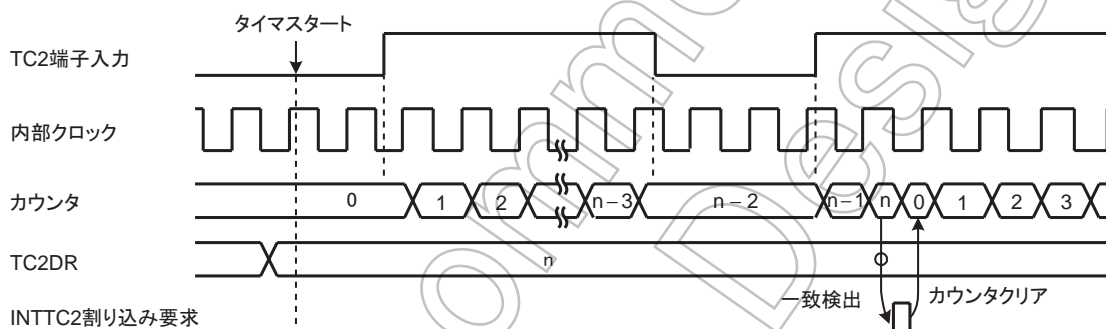 タイマスタート
TC2端子入力
内部クロック
カウンタ
0 1 2 n−3 n − 2 n−1 n 0 1 2 3
TC2DR
n
一致検出
カウンタクリア
INTTC2割り込み要求